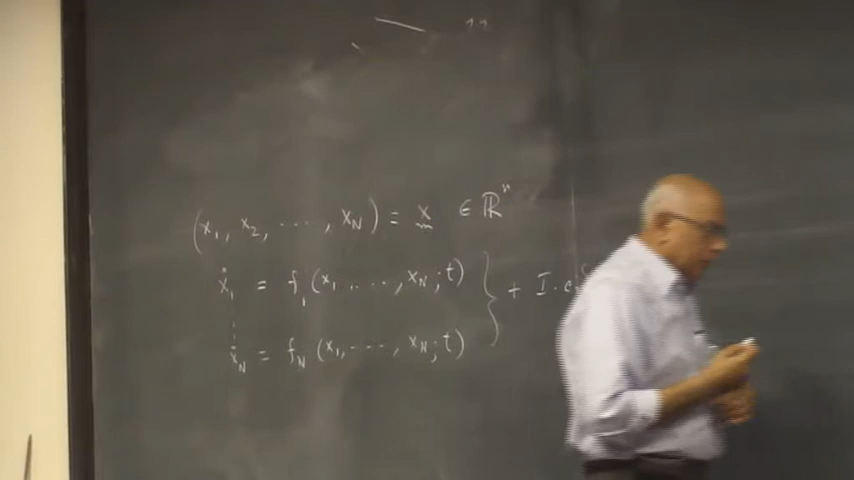 (x₁, x₂, ⋯, x_N) = x ∈ ℝⁿ
ẋ₁ = f₁(x₁, ⋯, x_N; t)
⋮ } + I.c
ẋ_N = f_N(x₁, ⋯, x_N; t)